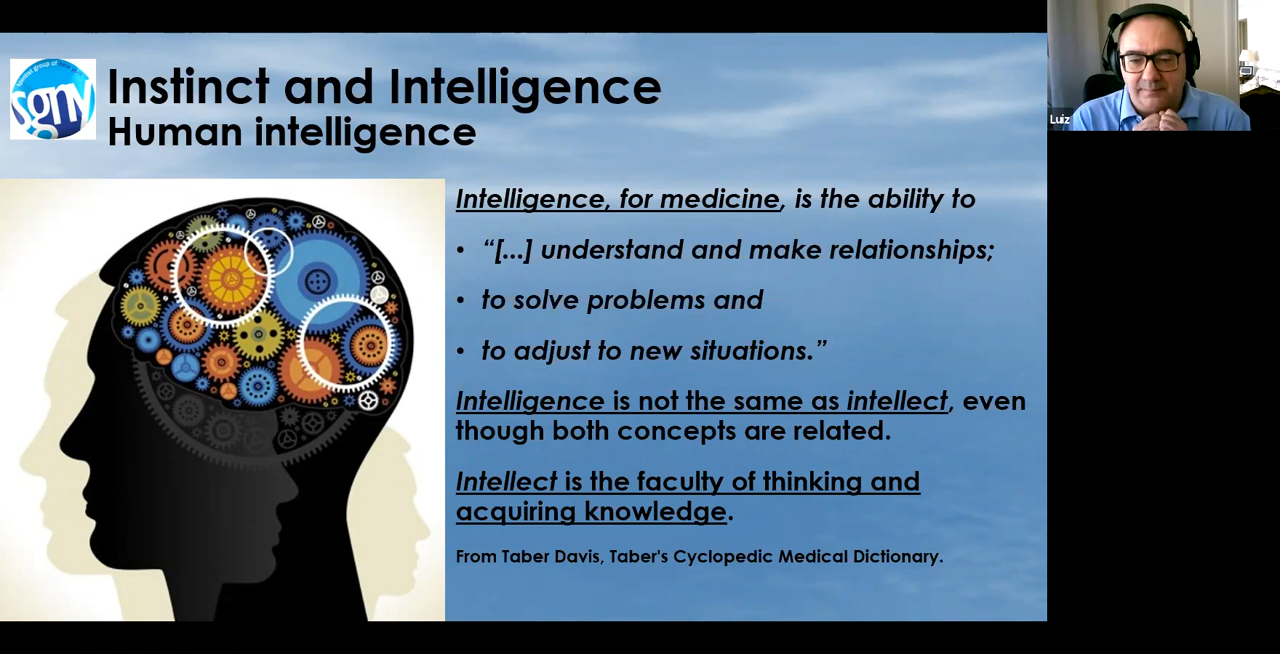 sgny
Instinct and Intelligence
Human intelligence
Intelligence, for medicine, is the ability to
• “[...] understand and make relationships;
• to solve problems and
• to adjust to new situations.”
Intelligence is not the same as intellect, even
though both concepts are related.
Intellect is the faculty of thinking and
acquiring knowledge.
From Taber Davis, Taber's Cyclopedic Medical Dictionary.
Luiz